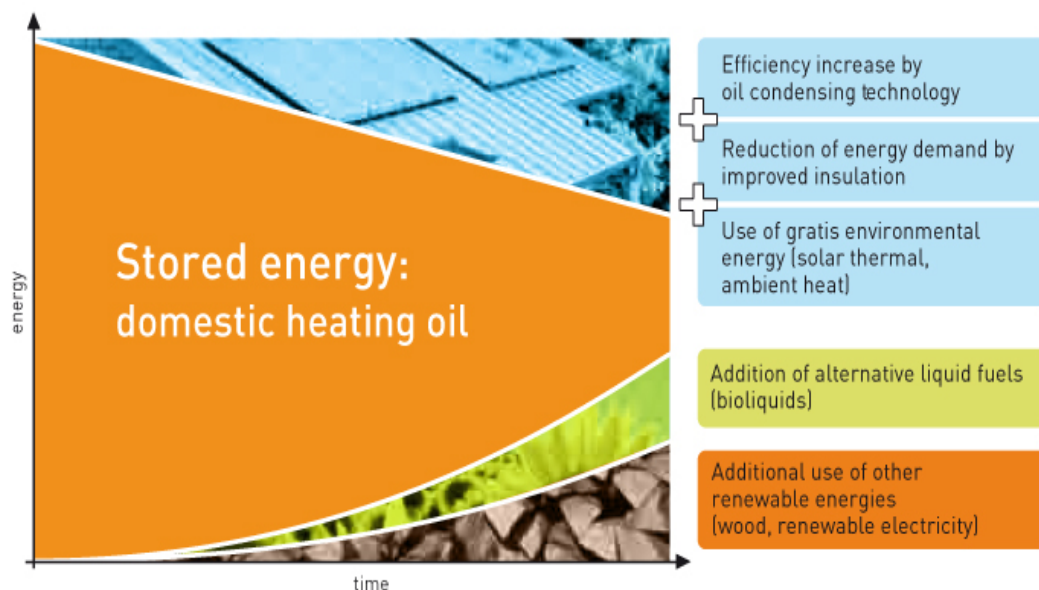 Efficiency increase by
oil condensing technology
Reduction of energy demand by
improved insulation
Use of gratis environmental
energy (solar thermal,
ambient heat)
Stored energy:
domestic heating oil
energy
Addition of alternative liquid fuels
(bioliquids)
Additional use of other
renewable energies
(wood, renewable electricity)
time